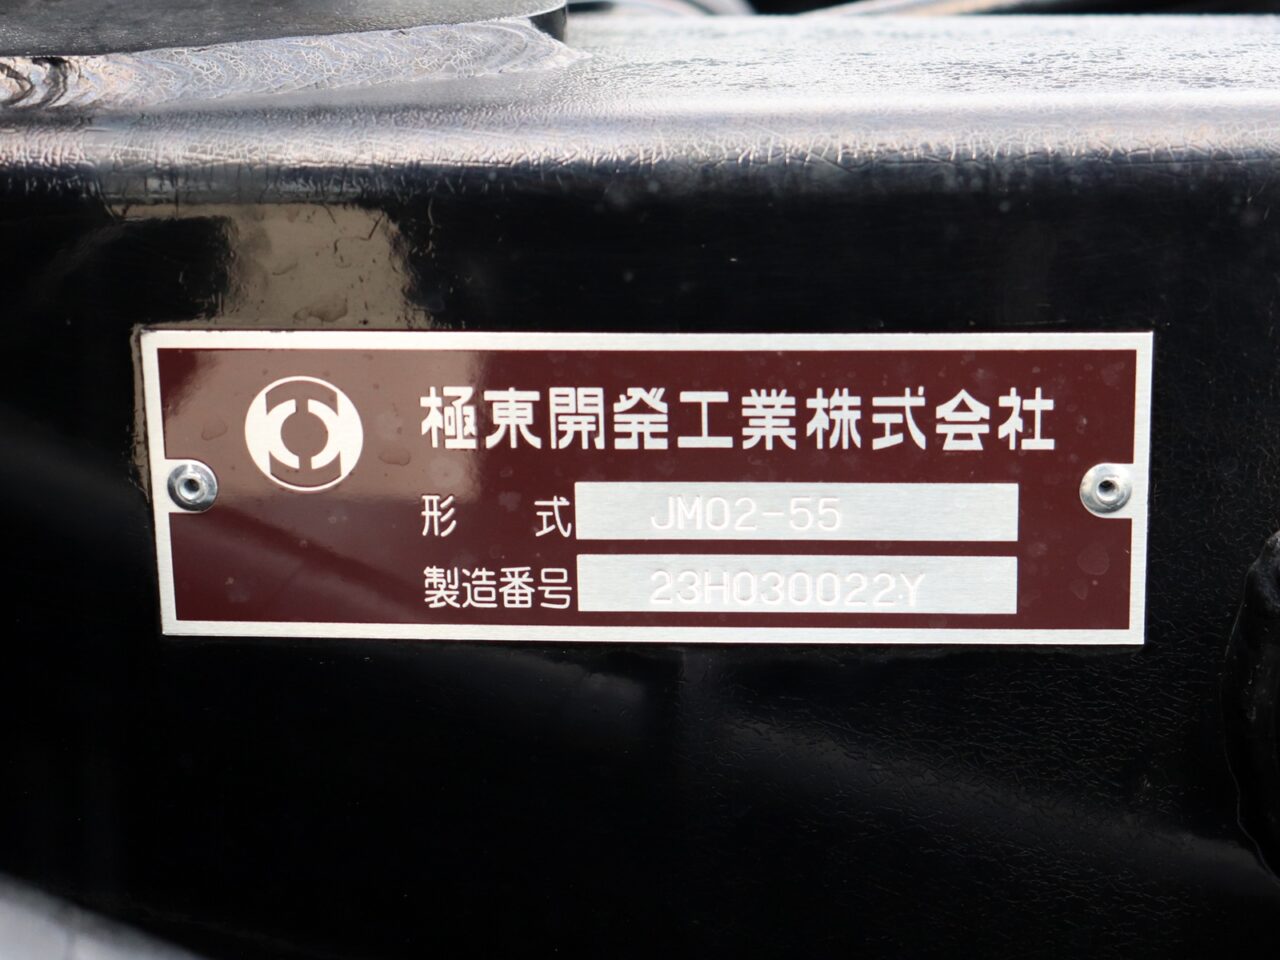 極東開発工業株式会社
形 式 JM02-55
製造番号 23H030022Y